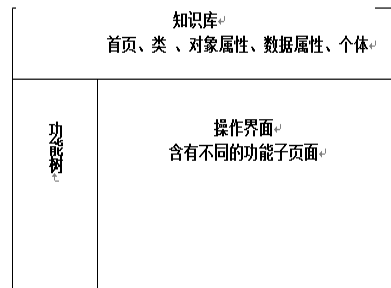 知识库
首页、类 、对象属性、数据属性、个体
功能树
操作界面
含有不同的功能子页面